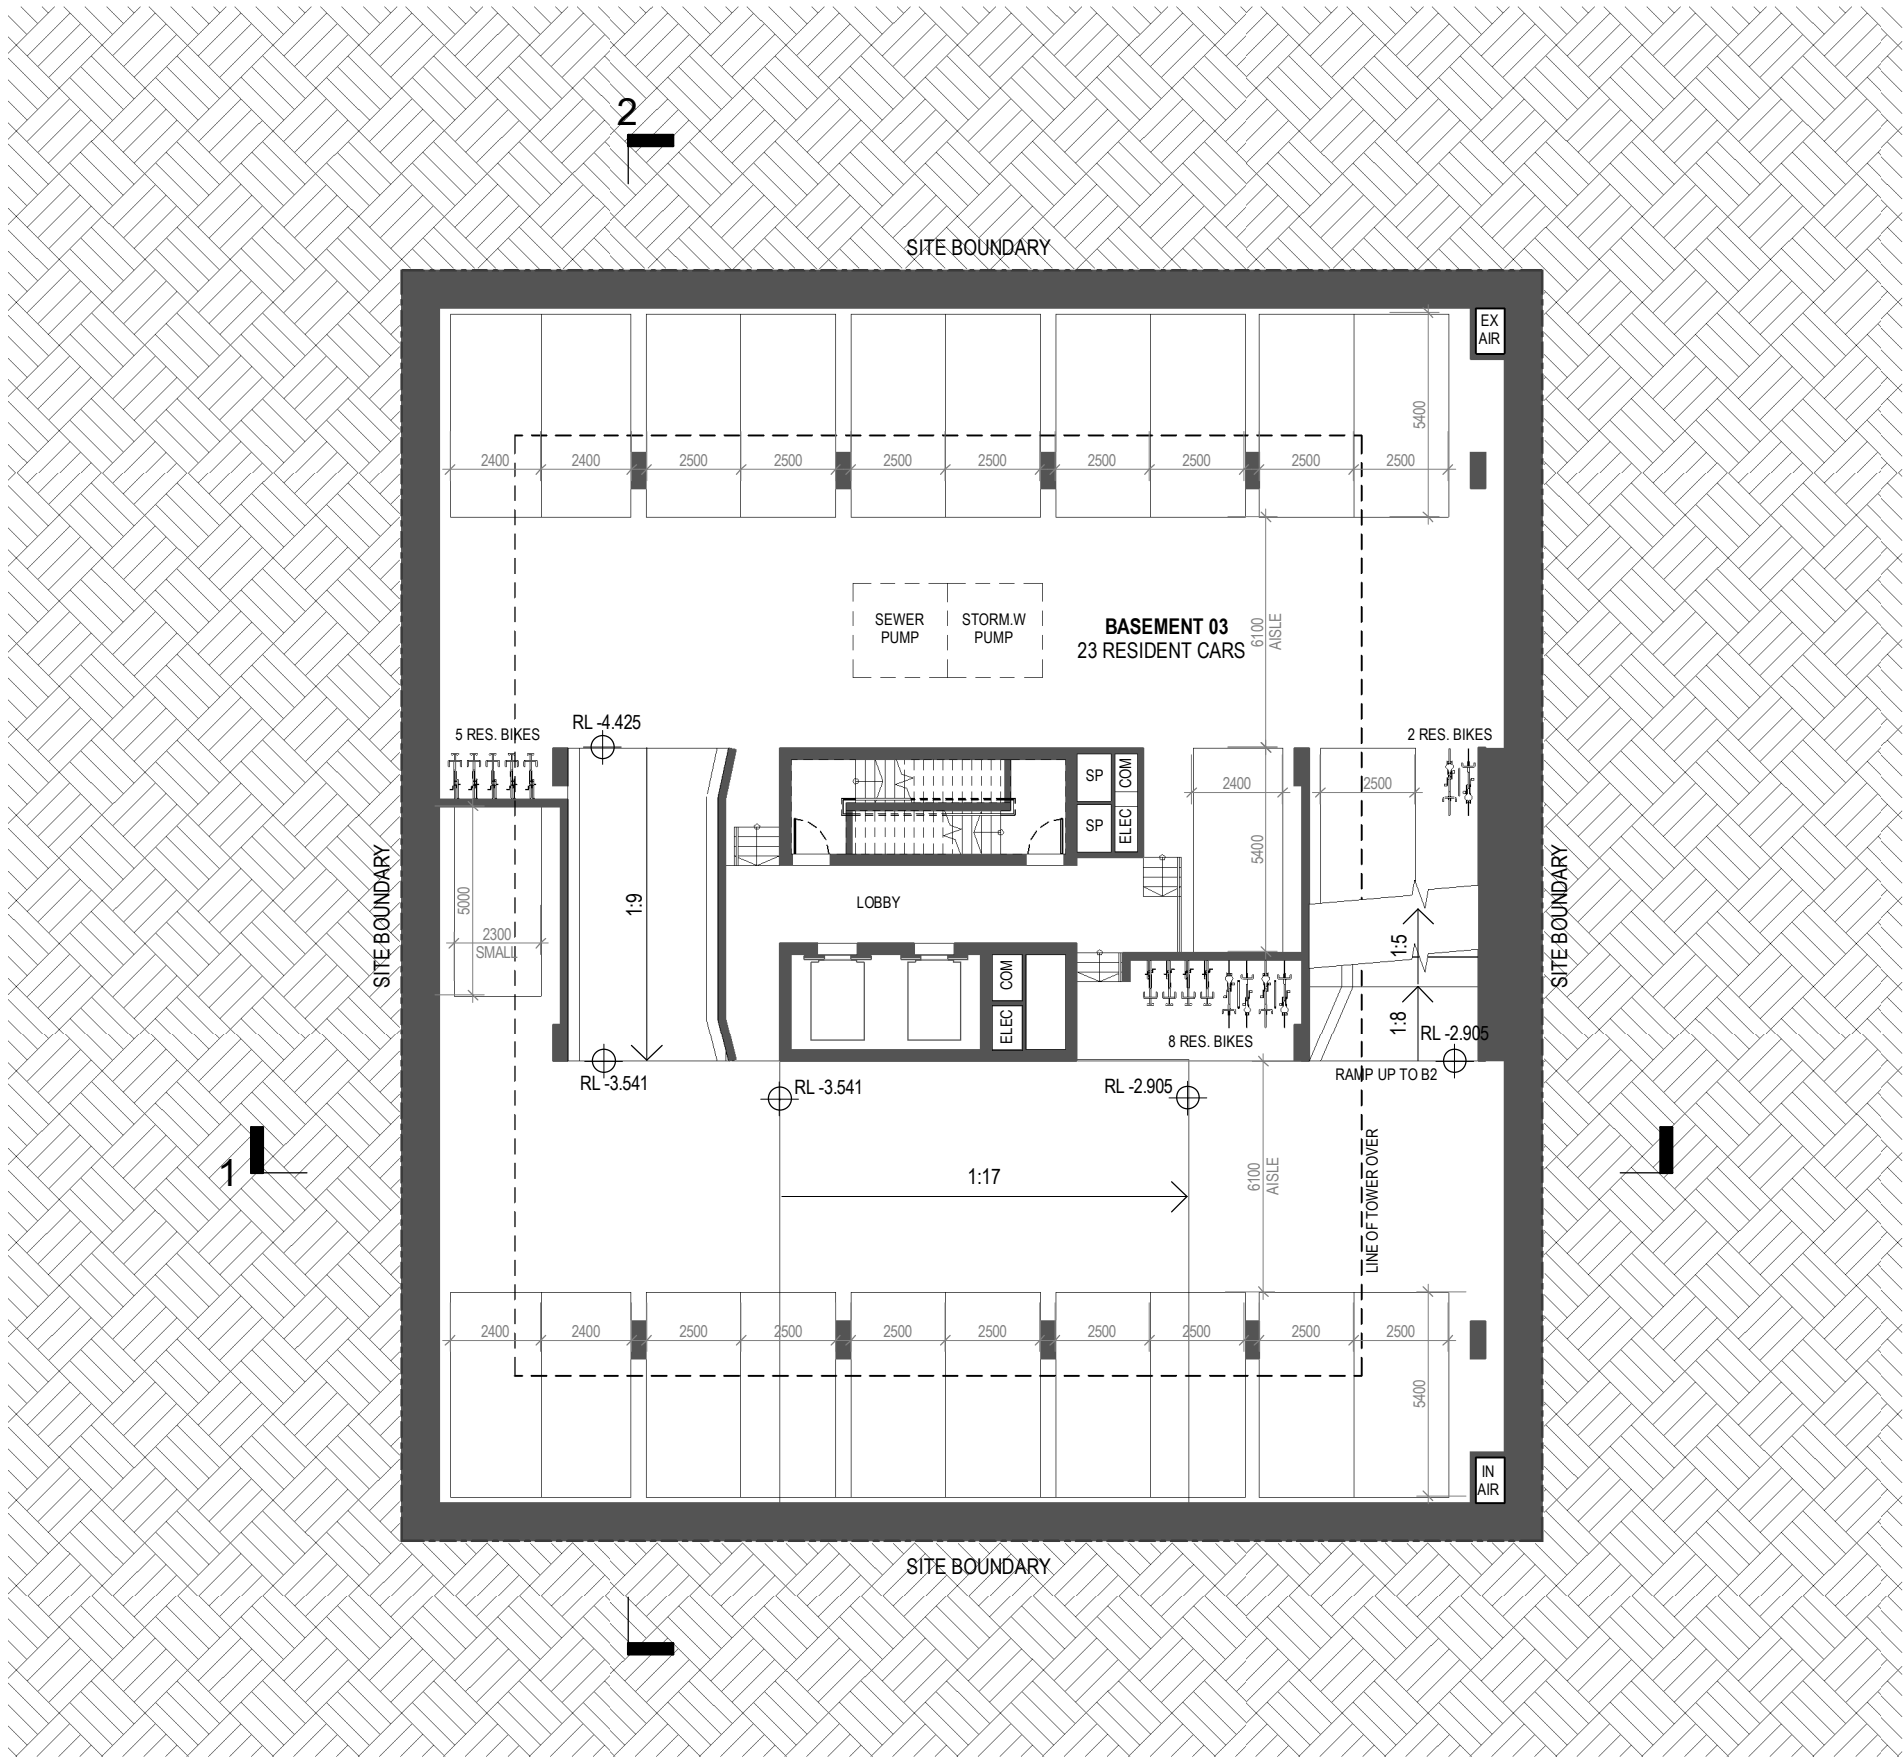 2
SITE BOUNDARY
EX
AIR
5400
2400
2400
2500
2500
2500
2500
2500
2500
2500
2500
SEWER
PUMP
STORM.W
PUMP
BASEMENT 03
23 RESIDENT CARS
6100
AISLE
5 RES. BIKES
RL -4.425
2 RES. BIKES
SP
COM
2400
2500
SP
ELEC
5400
SITE BOUNDARY
5000
1:9
LOBBY
SITE BOUNDARY
2300
SMALL
1:5
COM
ELEC
1:8
RL -2.905
8 RES. BIKES
RL -3.541
RL -3.541
RL -2.905
RAMP UP TO B2
1
1:17
6100
AISLE
LINE OF TOWER OVER
2400
2400
2500
2500
2500
2500
2500
2500
2500
2500
5400
IN
AIR
SITE BOUNDARY